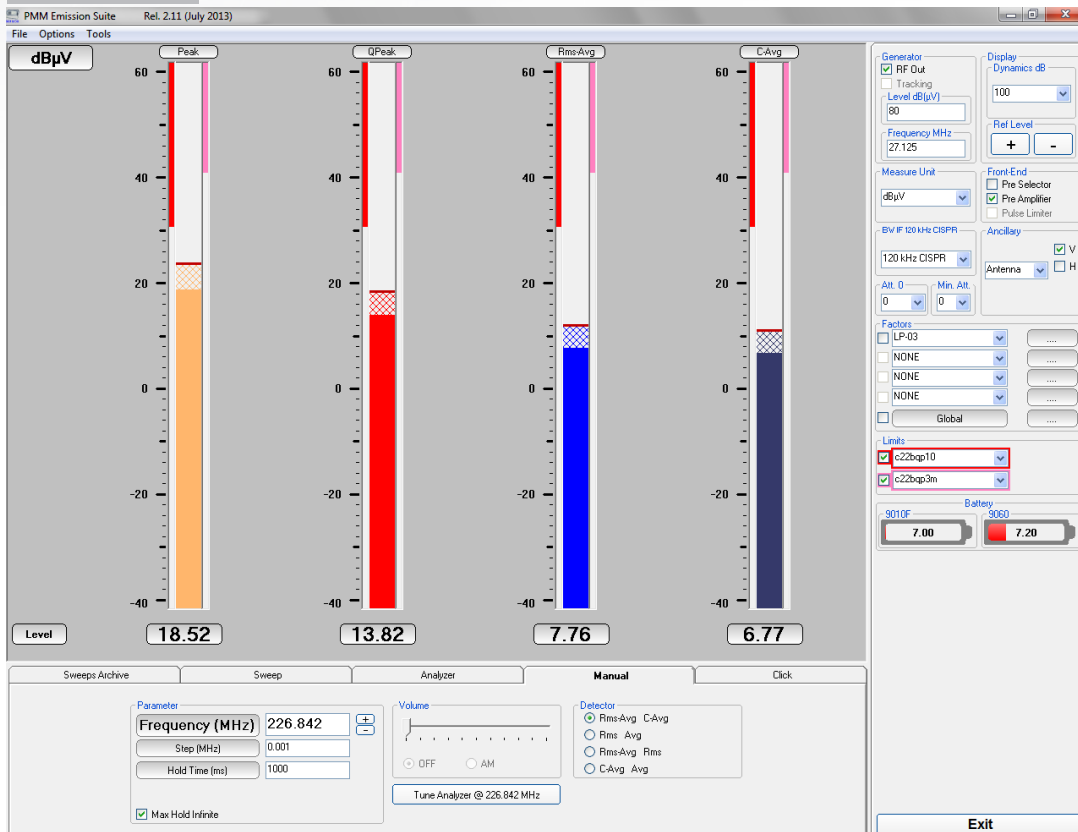 PMM Emission Suite Rel. 2.11 (July 2013)
File Options Tools
dBµV
Peak
QPeak
Rms-Avg
C-Avg
60 60 60 60
40 40 40 40
20 20 20 20
0 0 0 0
-20 -20 -20 -20
-40 -40 -40 -40
Level 18.52 13.82 7.76 6.77
Generator
RF Out
Tracking
Level dB(µV)
80
Frequency MHz
27.125
Display
Dynamics dB
100
Ref Level
+ -
Measure Unit
dBµV
Front-End
Pre Selector
Pre Amplifier
Pulse Limiter
BW IF 120 kHz CISPR
120 kHz CISPR
Ancillary
V
Antenna H
Att. 0 Min. Att.
0 0
Factors
LP-03 ....
NONE ....
NONE ....
NONE ....
Global ....
Limits
c22bqp10
c22bqp3m
Battery
9010F 9060
7.00 7.20
Sweeps Archive Sweep Analyzer Manual Click
Parameter
Frequency (MHz) 226.842 + -
Step (MHz) 0.001
Hold Time (ms) 1000
Max Hold Infinite
Volume
OFF AM
Tune Analyzer @ 226.842 MHz
Detector
Rms-Avg C-Avg
Rms Avg
Rms-Avg Rms
C-Avg Avg
Exit